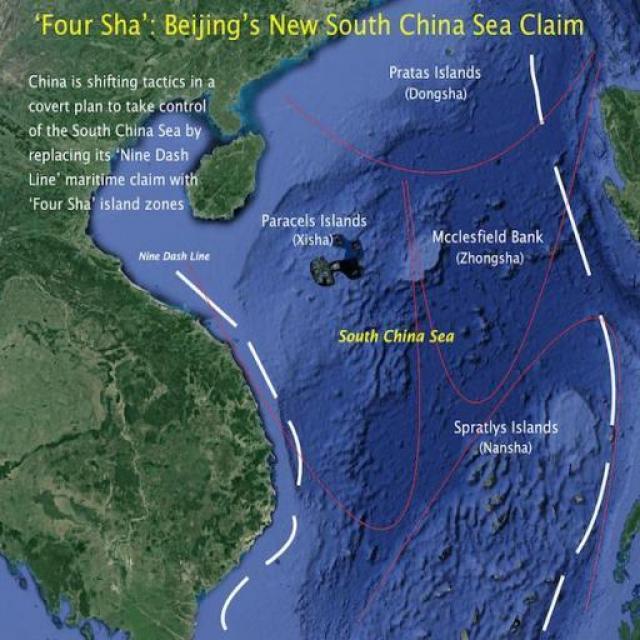 ‘Four Sha’: Beijing’s New South China Sea Claim
China is shifting tactics in a
covert plan to take control
of the South China Sea by
replacing its ‘Nine Dash
Line’ maritime claim with
‘Four Sha’ island zones
Pratas Islands
(Dongsha)
Paracels Islands
(Xisha)
Mcclesfield Bank
(Zhongsha)
Nine Dash Line
South China Sea
Spratlys Islands
(Nansha)